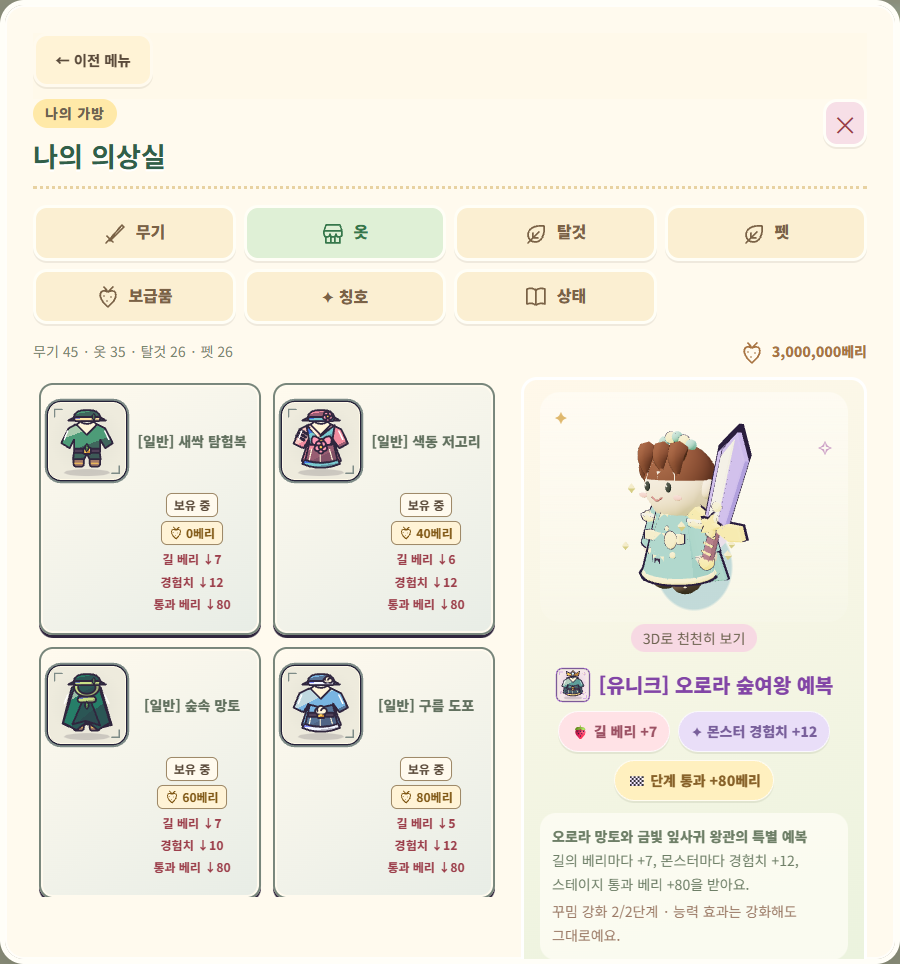 ← 이전 메뉴
나의 가방
나의 의상실
무기
옷
탈것
펫
보급품
✦ 칭호
상태
무기 45 · 옷 35 · 탈것 26 · 펫 26
3,000,000베리
[일반] 새싹 탐험복
보유 중
0베리
길 베리 ↓7
경험치 ↓12
통과 베리 ↓80
[일반] 색동 저고리
보유 중
40베리
길 베리 ↓6
경험치 ↓12
통과 베리 ↓80
[일반] 숲속 망토
보유 중
60베리
길 베리 ↓7
경험치 ↓10
통과 베리 ↓80
[일반] 구름 도포
보유 중
80베리
길 베리 ↓5
경험치 ↓12
통과 베리 ↓80
3D로 천천히 보기
[유니크] 오로라 숲여왕 예복
길 베리 +7
✦ 몬스터 경험치 +12
단계 통과 +80베리
오로라 망토와 금빛 잎사귀 왕관의 특별 예복
길의 베리마다 +7, 몬스터마다 경험치 +12,
스테이지 통과 베리 +80을 받아요.
꾸밈 강화 2/2단계 · 능력 효과는 강화해도
그대로예요.